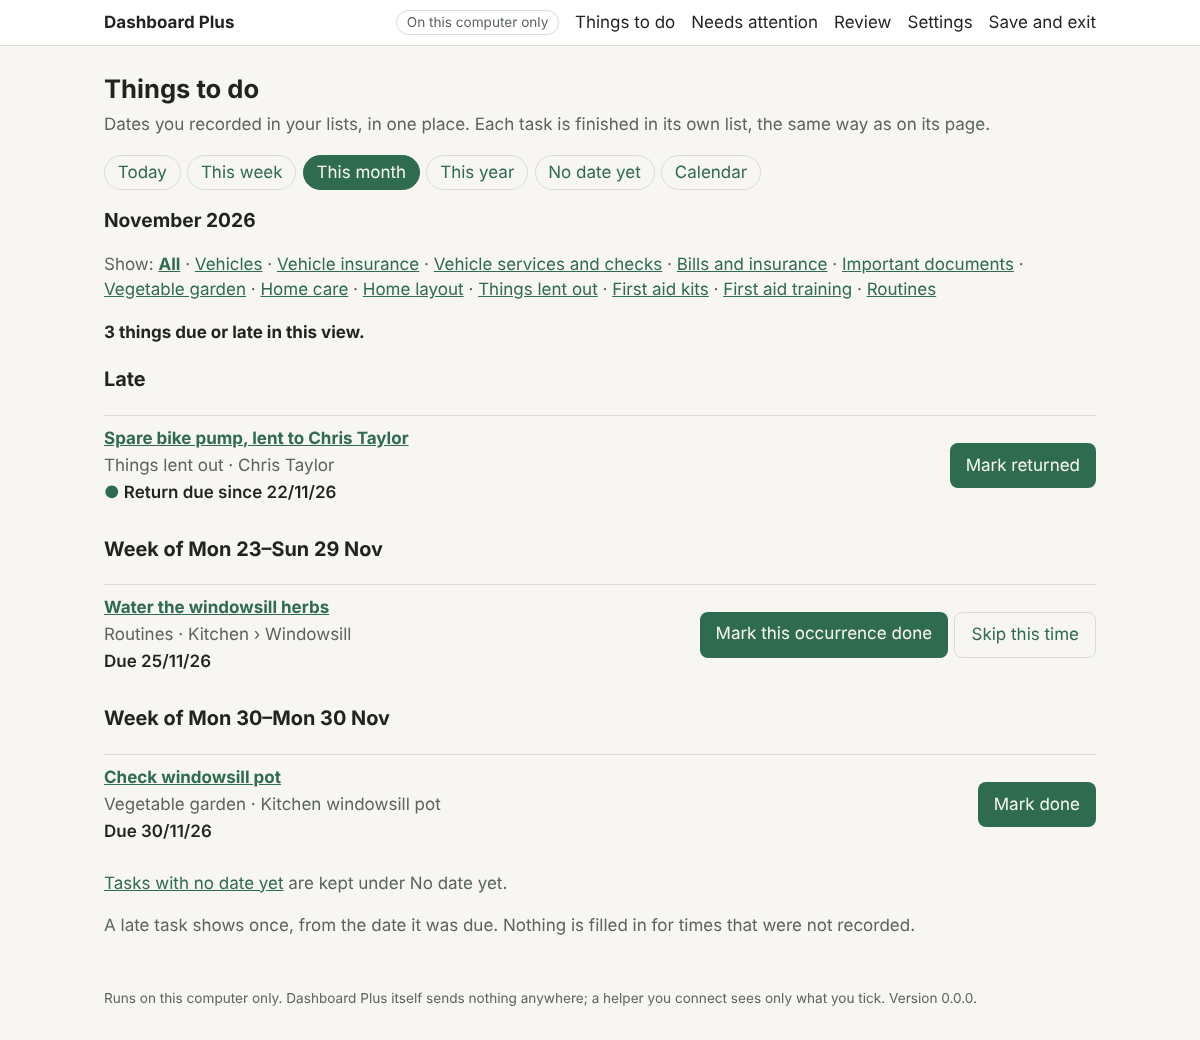 Dashboard Plus
On this computer only
Things to do
Needs attention
Review
Settings
Save and exit
Things to do
Dates you recorded in your lists, in one place. Each task is finished in its own list, the same way as on its page.
Today
This week
This month
This year
No date yet
Calendar
November 2026
Show: All · Vehicles · Vehicle insurance · Vehicle services and checks · Bills and insurance · Important documents ·
Vegetable garden · Home care · Home layout · Things lent out · First aid kits · First aid training · Routines
3 things due or late in this view.
Late
Spare bike pump, lent to Chris Taylor
Things lent out · Chris Taylor
Return due since 22/11/26
Mark returned
Week of Mon 23–Sun 29 Nov
Water the windowsill herbs
Routines · Kitchen › Windowsill
Due 25/11/26
Mark this occurrence done
Skip this time
Week of Mon 30–Mon 30 Nov
Check windowsill pot
Vegetable garden · Kitchen windowsill pot
Due 30/11/26
Mark done
Tasks with no date yet are kept under No date yet.
A late task shows once, from the date it was due. Nothing is filled in for times that were not recorded.
Runs on this computer only. Dashboard Plus itself sends nothing anywhere; a helper you connect sees only what you tick. Version 0.0.0.